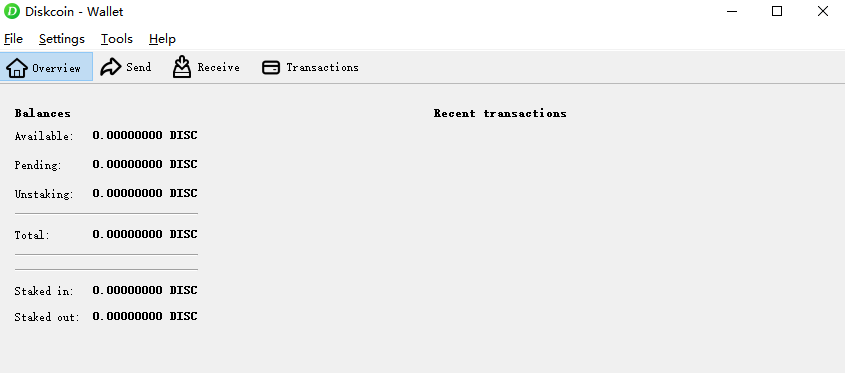 Diskcoin - Wallet
File Settings Tools Help
Overview Send Receive Transactions
Balances Recent transactions
Available: 0.00000000 DISC
Pending: 0.00000000 DISC
Unstaking: 0.00000000 DISC
Total: 0.00000000 DISC
Staked in: 0.00000000 DISC
Staked out: 0.00000000 DISC